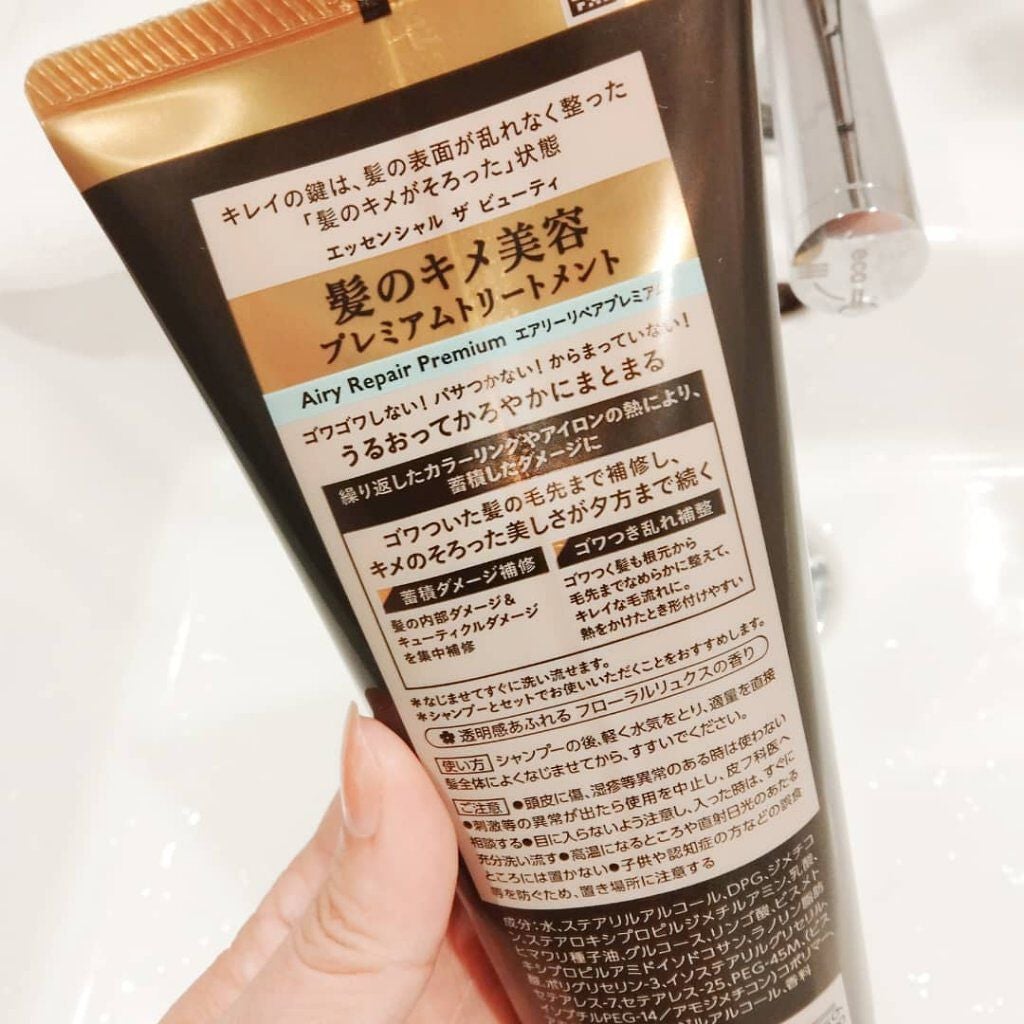 キレイの鍵は、髪の表面が乱れなく整った
「髪のキメがそろった」状態
エッセンシャル ザ ビューティ
髪のキメ美容
プレミアムトリートメント
Airy Repair Premium エアリーリペアプレミアム
ゴワゴワしない！パサつかない！からまっていない！
うるおってかろやかにまとまる
繰り返したカラーリングやアイロンの熱により、
蓄積したダメージに
ゴワついた髪の毛先まで補修し、
キメのそろった美しさが夕方まで続く
蓄積ダメージ補修
髪の内部ダメージ&
キューティクルダメージ
を集中補修
ゴワつき乱れ補整
ゴワつく髪も根元から
毛先までなめらかに整えて、
キレイな毛流れに。
熱をかけたとき形付けやすい
*なじませてすぐに洗い流せます。
*シャンプーとセットでお使いいただくことをおすすめします。
透明感あふれる フローラルリュクスの香り
使い方 シャンプーの後、軽く水気をとり、適量を直接
髪全体によくなじませてから、すすいでください。
ご注意 ●頭皮に傷、湿疹等異常のある時は使わない
●刺激等の異常が出たら使用を中止し、皮フ科医へ
相談する●目に入らないよう注意し、入った時は、すぐに
充分洗い流す●高温になるところや直射日光のあたる
ところには置かない●子供や認知症の方などの誤食
等を防ぐため、置き場所に注意する
成分：水、ステアリルアルコール、DPG、ジメチコ
ン、ステアロキシプロピルジメチルアミン、乳酸、
ヒマワリ種子油、グルコース、リンゴ酸、ビスメト
キシプロピルアミドイソドコサン、ラノリン脂肪
酸、ポリグリセリン-3、イソステアリルグリセリル、
セテアレス-7、セテアレス-25、PEG-45M、(ビス
イソブチルPEG-14/アモジメチコン)コポリマー、
ジルアルコール、香料
eco